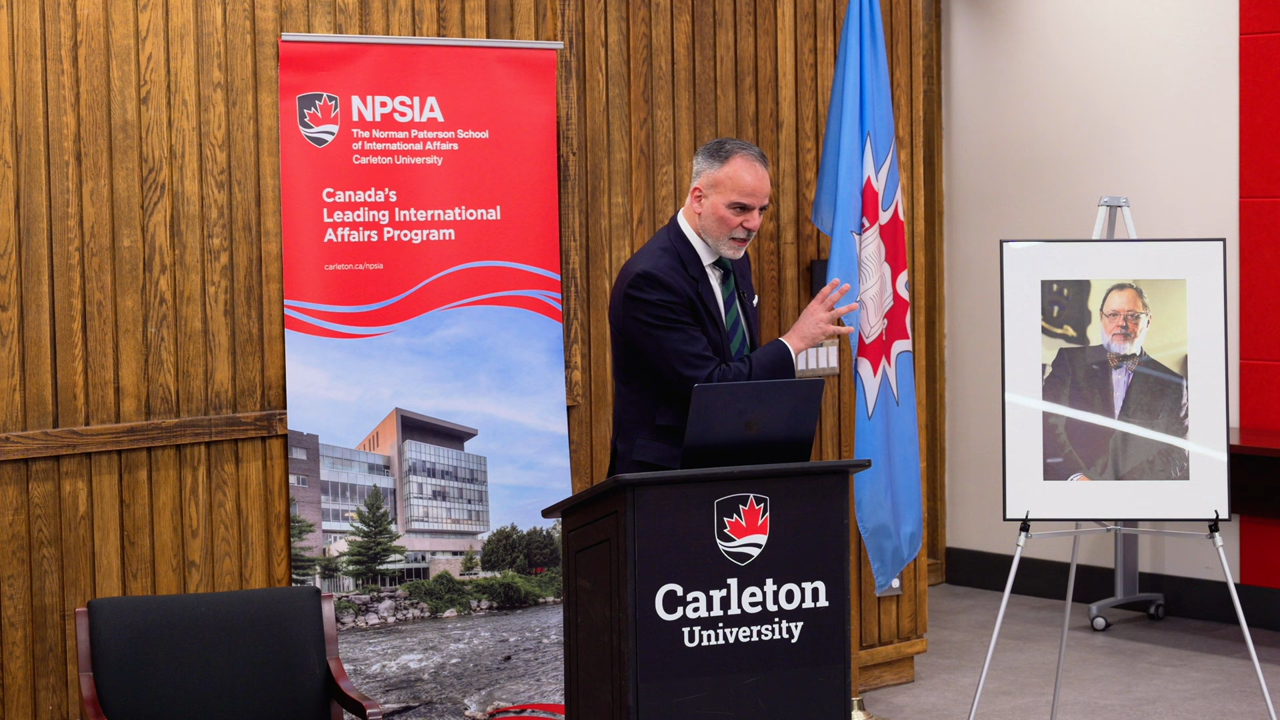 NPSIA
The Norman Paterson School
of International Affairs
Carleton University
Canada's
Leading International
Affairs Program
carleton.ca/npsia
Carleton
University